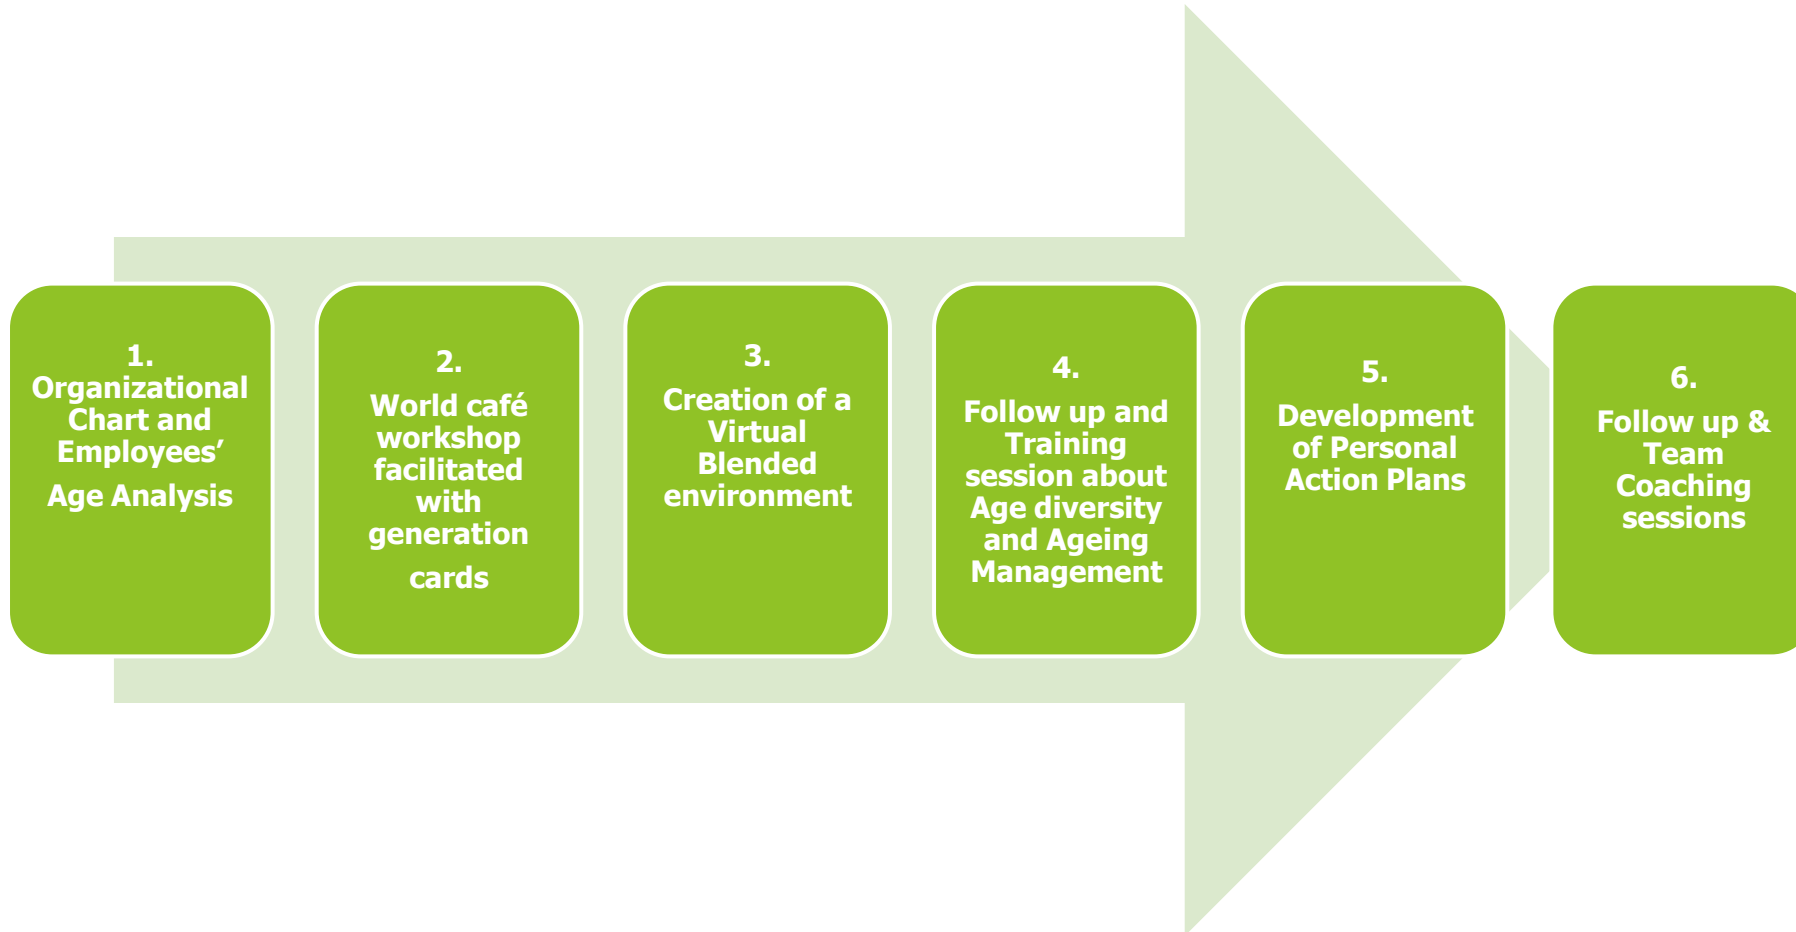 1.
Organizational
Chart and
Employees’
Age Analysis
2.
World café
workshop
facilitated
with
generation
cards
3.
Creation of a
Virtual
Blended
environment
4.
Follow up and
Training
session about
Age diversity
and Ageing
Management
5.
Development
of Personal
Action Plans
6.
Follow up &
Team
Coaching
sessions